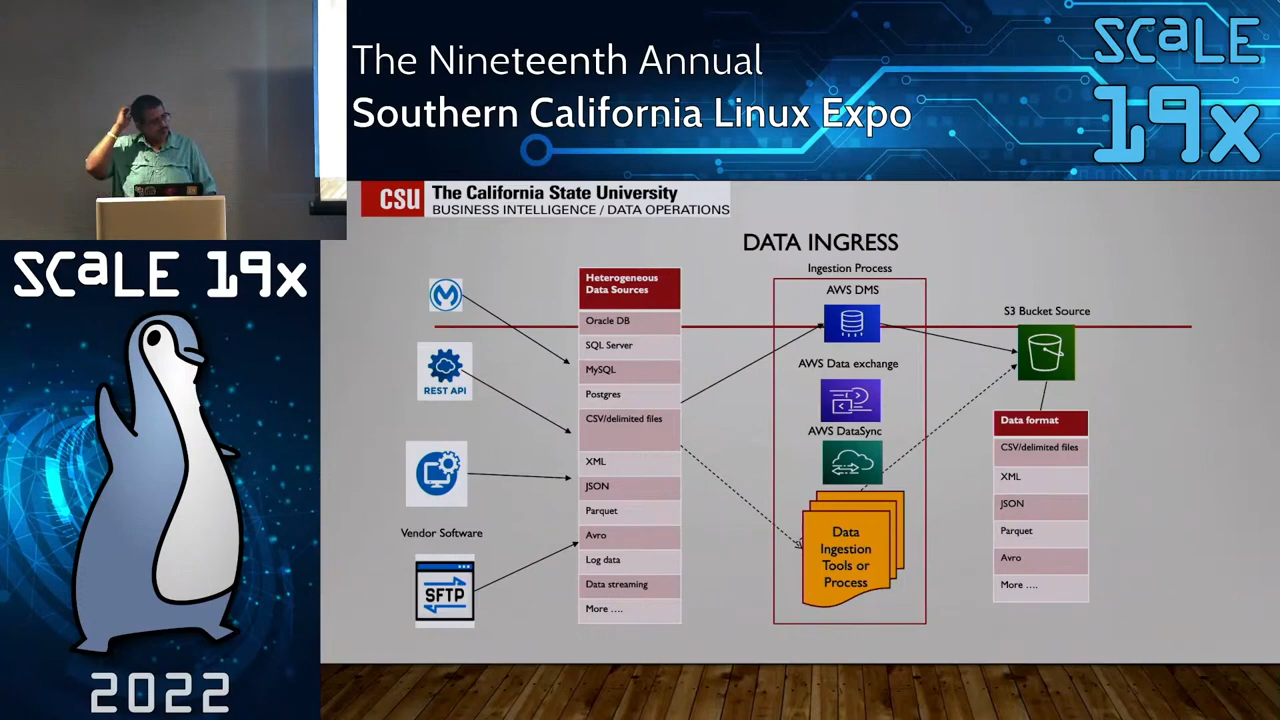 The Nineteenth Annual
Southern California Linux Expo
SCaLE
19x
CSU
The California State University
BUSINESS INTELLIGENCE / DATA OPERATIONS
DATA INGRESS
SCaLE 19x
2022
REST API
Vendor Software
SFTP
Heterogeneous
Data Sources
Oracle DB
SQL Server
MySQL
Postgres
CSV/delimited files
XML
JSON
Parquet
Avro
Log data
Data streaming
More ....
Ingestion Process
AWS DMS
AWS Data exchange
AWS DataSync
Data
Ingestion
Tools or
Process
S3 Bucket Source
Data format
CSV/delimited files
XML
JSON
Parquet
Avro
More ....